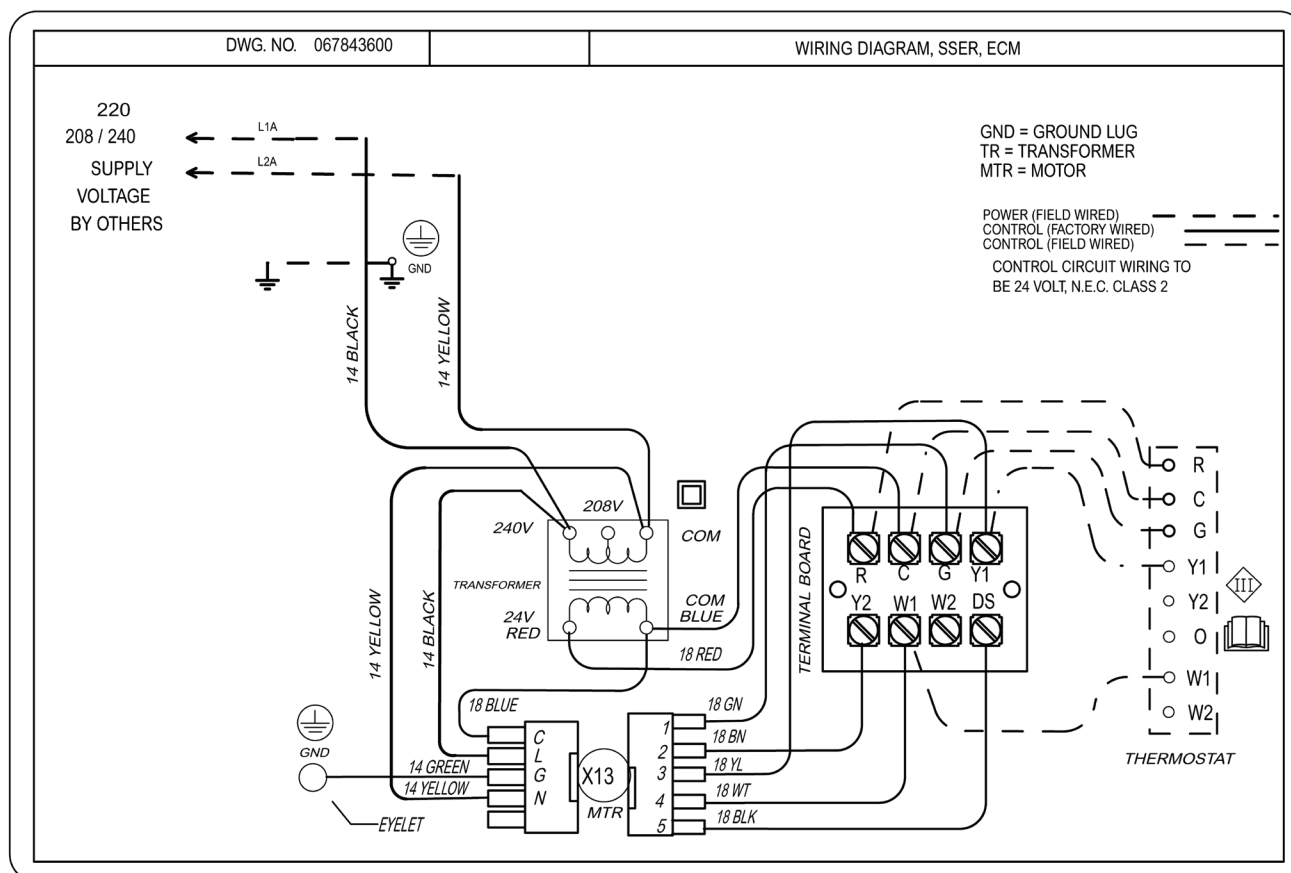 DWG. NO. 067843600
WIRING DIAGRAM, SSER, ECM
220
208 / 240
SUPPLY
VOLTAGE
BY OTHERS
L1A
L2A
GND = GROUND LUG
TR = TRANSFORMER
MTR = MOTOR
POWER (FIELD WIRED)
CONTROL (FACTORY WIRED)
CONTROL (FIELD WIRED)
CONTROL CIRCUIT WIRING TO
BE 24 VOLT, N.E.C. CLASS 2
GND
14 BLACK
14 YELLOW
240V
208V
COM
TRANSFORMER
24V
RED
COM
BLUE
18 RED
14 YELLOW
14 BLACK
TERMINAL BOARD
R C G Y1
Y2 W1 W2 DS
R
C
G
Y1
Y2
O
W1
W2
III
THERMOSTAT
18 BLUE
GND
14 GREEN
14 YELLOW
EYELET
C
L
G
N
X13
MTR
1
2
3
4
5
18 GN
18 BN
18 YL
18 WT
18 BLK